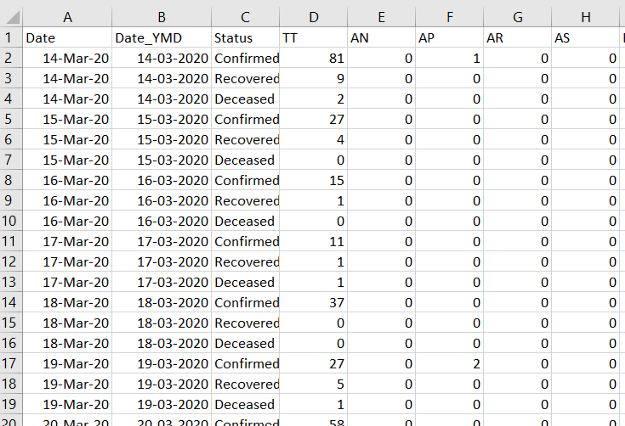 A B C D E F G H
1 Date Date_YMD Status TT AN AP AR AS
2 14-Mar-20 14-03-2020 Confirmed 81 0 1 0 0
3 14-Mar-20 14-03-2020 Recovered 9 0 0 0 0
4 14-Mar-20 14-03-2020 Deceased 2 0 0 0 0
5 15-Mar-20 15-03-2020 Confirmed 27 0 0 0 0
6 15-Mar-20 15-03-2020 Recovered 4 0 0 0 0
7 15-Mar-20 15-03-2020 Deceased 0 0 0 0 0
8 16-Mar-20 16-03-2020 Confirmed 15 0 0 0 0
9 16-Mar-20 16-03-2020 Recovered 1 0 0 0 0
10 16-Mar-20 16-03-2020 Deceased 0 0 0 0 0
11 17-Mar-20 17-03-2020 Confirmed 11 0 0 0 0
12 17-Mar-20 17-03-2020 Recovered 1 0 0 0 0
13 17-Mar-20 17-03-2020 Deceased 1 0 0 0 0
14 18-Mar-20 18-03-2020 Confirmed 37 0 0 0 0
15 18-Mar-20 18-03-2020 Recovered 0 0 0 0 0
16 18-Mar-20 18-03-2020 Deceased 0 0 0 0 0
17 19-Mar-20 19-03-2020 Confirmed 27 0 2 0 0
18 19-Mar-20 19-03-2020 Recovered 5 0 0 0 0
19 19-Mar-20 19-03-2020 Deceased 1 0 0 0 0
20 20-Mar-20 20-03-2020 Confirmed 58 0 0 0 0